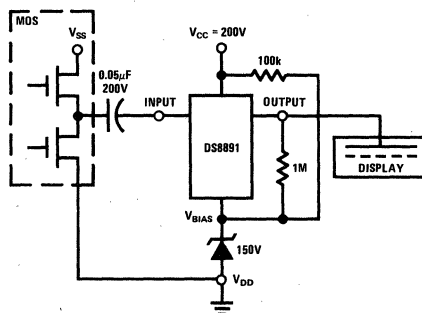 MOS
VSS
VCC = 200V
0.05μF
200V
100k
INPUT
OUTPUT
DS8891
1M
DISPLAY
VBIAS
150V
VDD